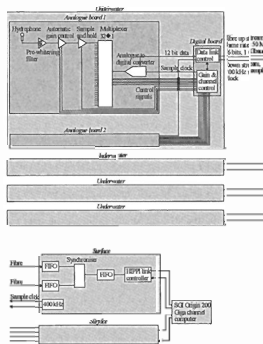 Underwater
Analogue board 1
Hydrophone
Automatic gain control
Sample and hold
Multiplexer
32•1
Pre-whitening filter
Analogue to digital converter
12 bit data
Sample clock
Control signals
Digital board
Data link control
Gain & channel control
Analogue board 2
Underwater
Underwater
Underwater
Surface
Fibre
FIFO
Synchroniser
FIFO
HIPPI link controller
Fibre
FIFO
Sample clock
400 kHz
SGI Origin 200
Giga channel
computer